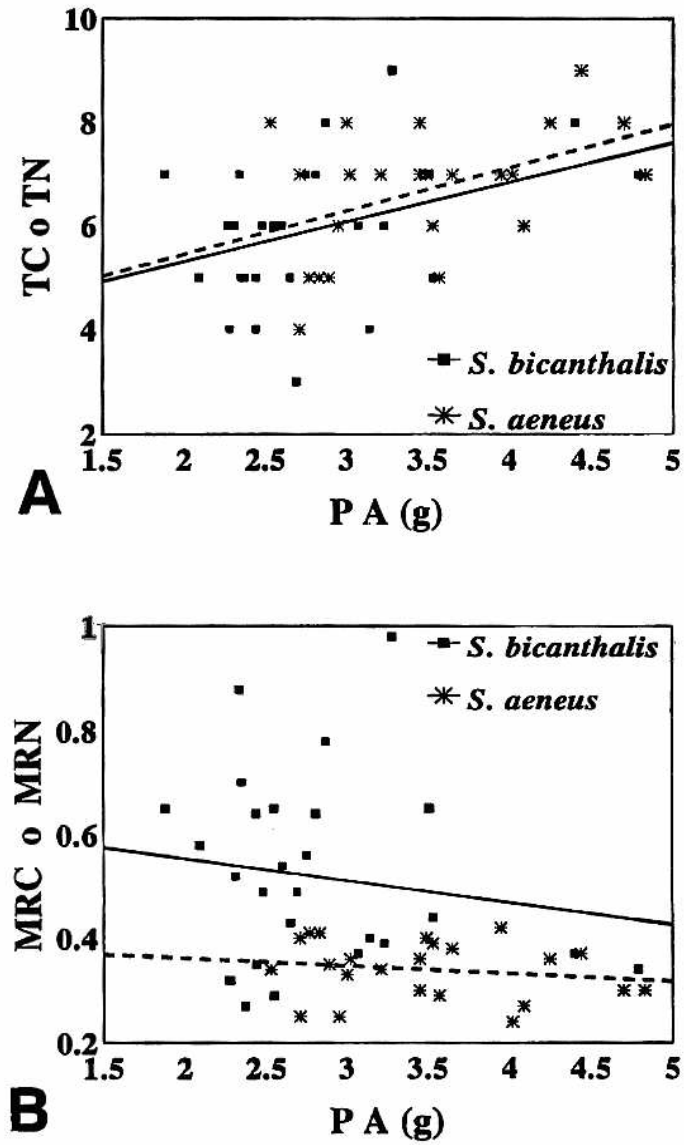 10
8
6
4
2
TC o TN
S. bicanthalis
S. aeneus
1.5 2 2.5 3 3.5 4 4.5 5
A
P A (g)
1
0.8
0.6
0.4
0.2
MRC o MRN
S. bicanthalis
S. aeneus
1.5 2 2.5 3 3.5 4 4.5 5
B
P A (g)